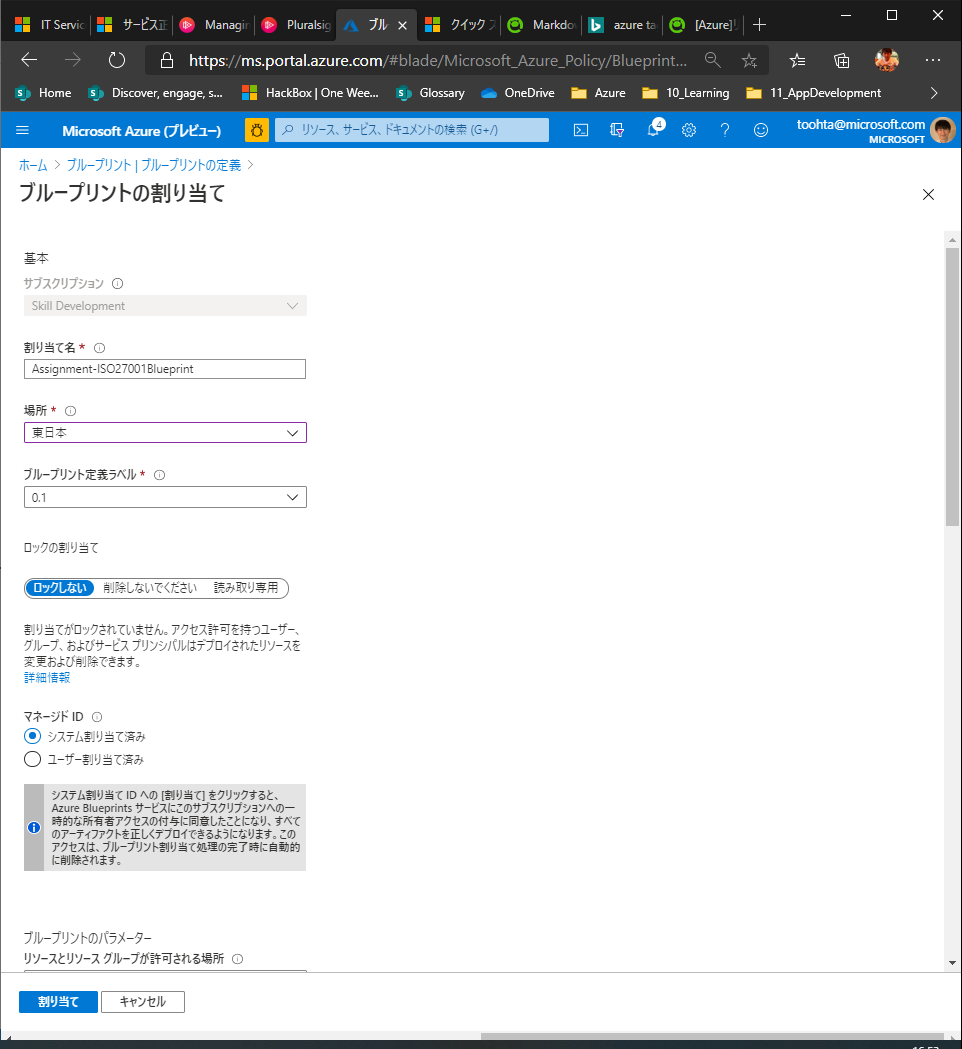 IT Servic
サービス正
Managin
Pluralsig
ブル
クイック ス
Markdo
azure ta
[Azure]リ
https://ms.portal.azure.com/#blade/Microsoft_Azure_Policy/Blueprint...
Home
Discover, engage, s...
HackBox | One Wee...
Glossary
OneDrive
Azure
10_Learning
11_AppDevelopment
Microsoft Azure (プレビュー)
リソース、サービス、ドキュメントの検索 (G+/)
4
toohta@microsoft.com
MICROSOFT
ホーム > ブループリント | ブループリントの定義 >
ブループリントの割り当て
基本
サブスクリプション
Skill Development
割り当て名 *
Assignment-ISO27001Blueprint
場所 *
東日本
ブループリント定義ラベル *
0.1
ロックの割り当て
ロックしない 削除しないでください 読み取り専用
割り当てがロックされていません。アクセス許可を持つユーザー、
グループ、およびサービス プリンシパルはデプロイされたリソースを
変更および削除できます。
詳細情報
マネージド ID
システム割り当て済み
ユーザー割り当て済み
システム割り当て ID への [割り当て] をクリックすると、
Azure Blueprints サービスにこのサブスクリプションへの一
時的な所有者アクセスの付与に同意したことになり、すべて
のアーティファクトを正しくデプロイできるようになります。この
アクセスは、ブループリント割り当て処理の完了時に自動的
に削除されます。
ブループリントのパラメーター
リソースとリソース グループが許可される場所
割り当て
キャンセル